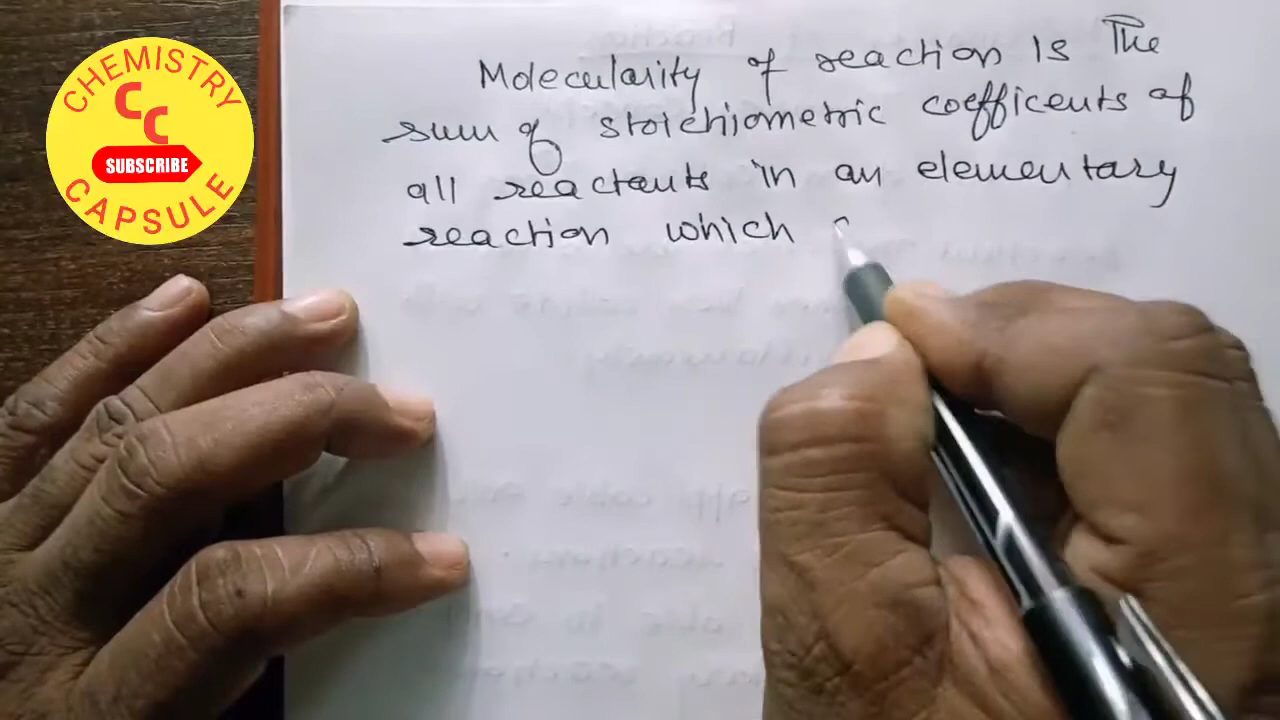 CHEMISTRY
CC
SUBSCRIBE
CAPSULE
Molecularity of reaction is The
sum of stoichiometric coefficents of
all reactants in an elementary
reaction which